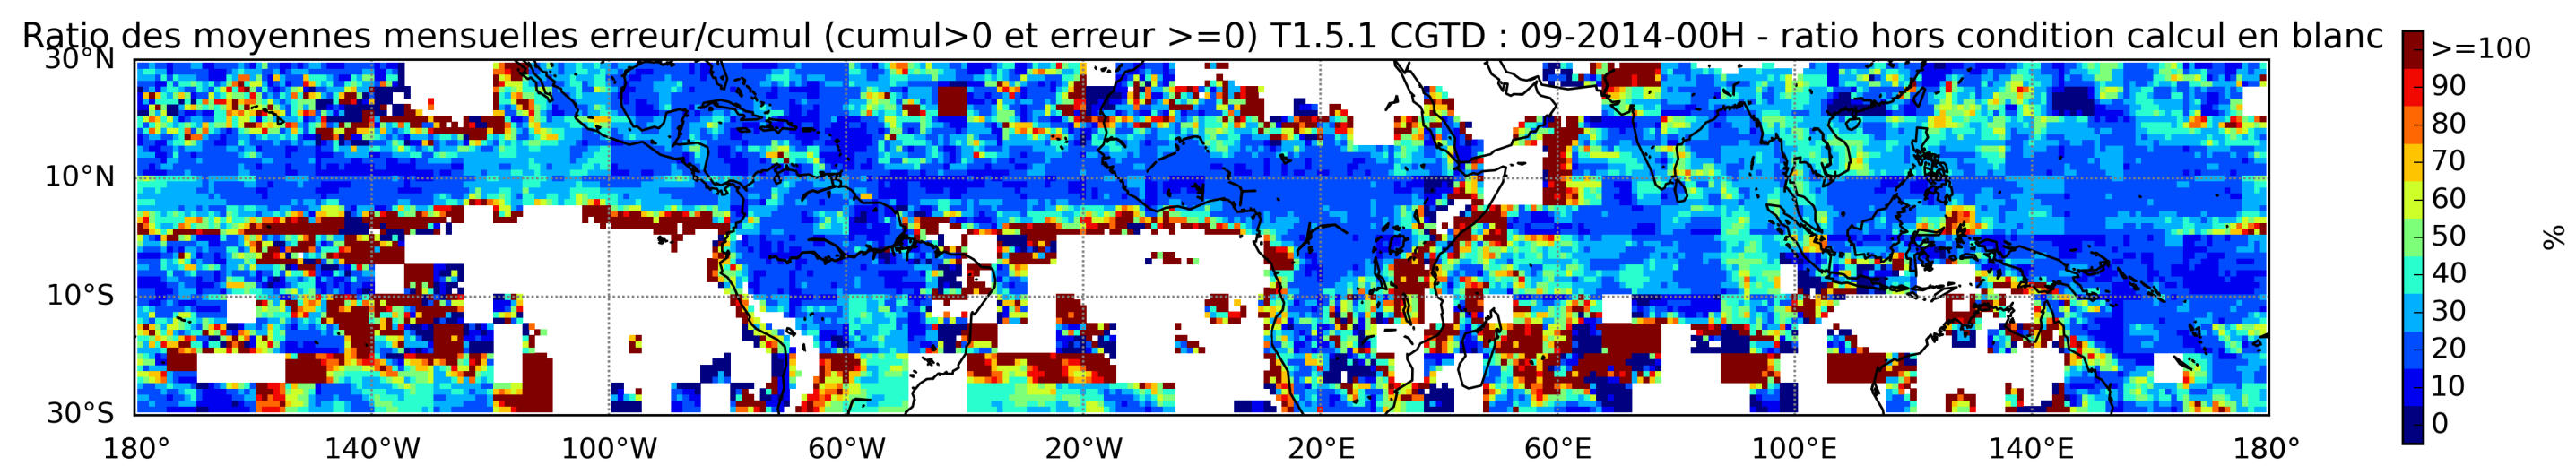 Ratio des moyennes mensuelles erreur/cumul (cumul>0 et erreur >=0) T1.5.1 CGTD : 09-2014-00H - ratio hors condition calcul en blanc
30°N
10°N
10°S
30°S
180° 140°W 100°W 60°W 20°W 20°E 60°E 100°E 140°E 180°
>=100
90
80
70
60
50
40
30
20
10
0
%